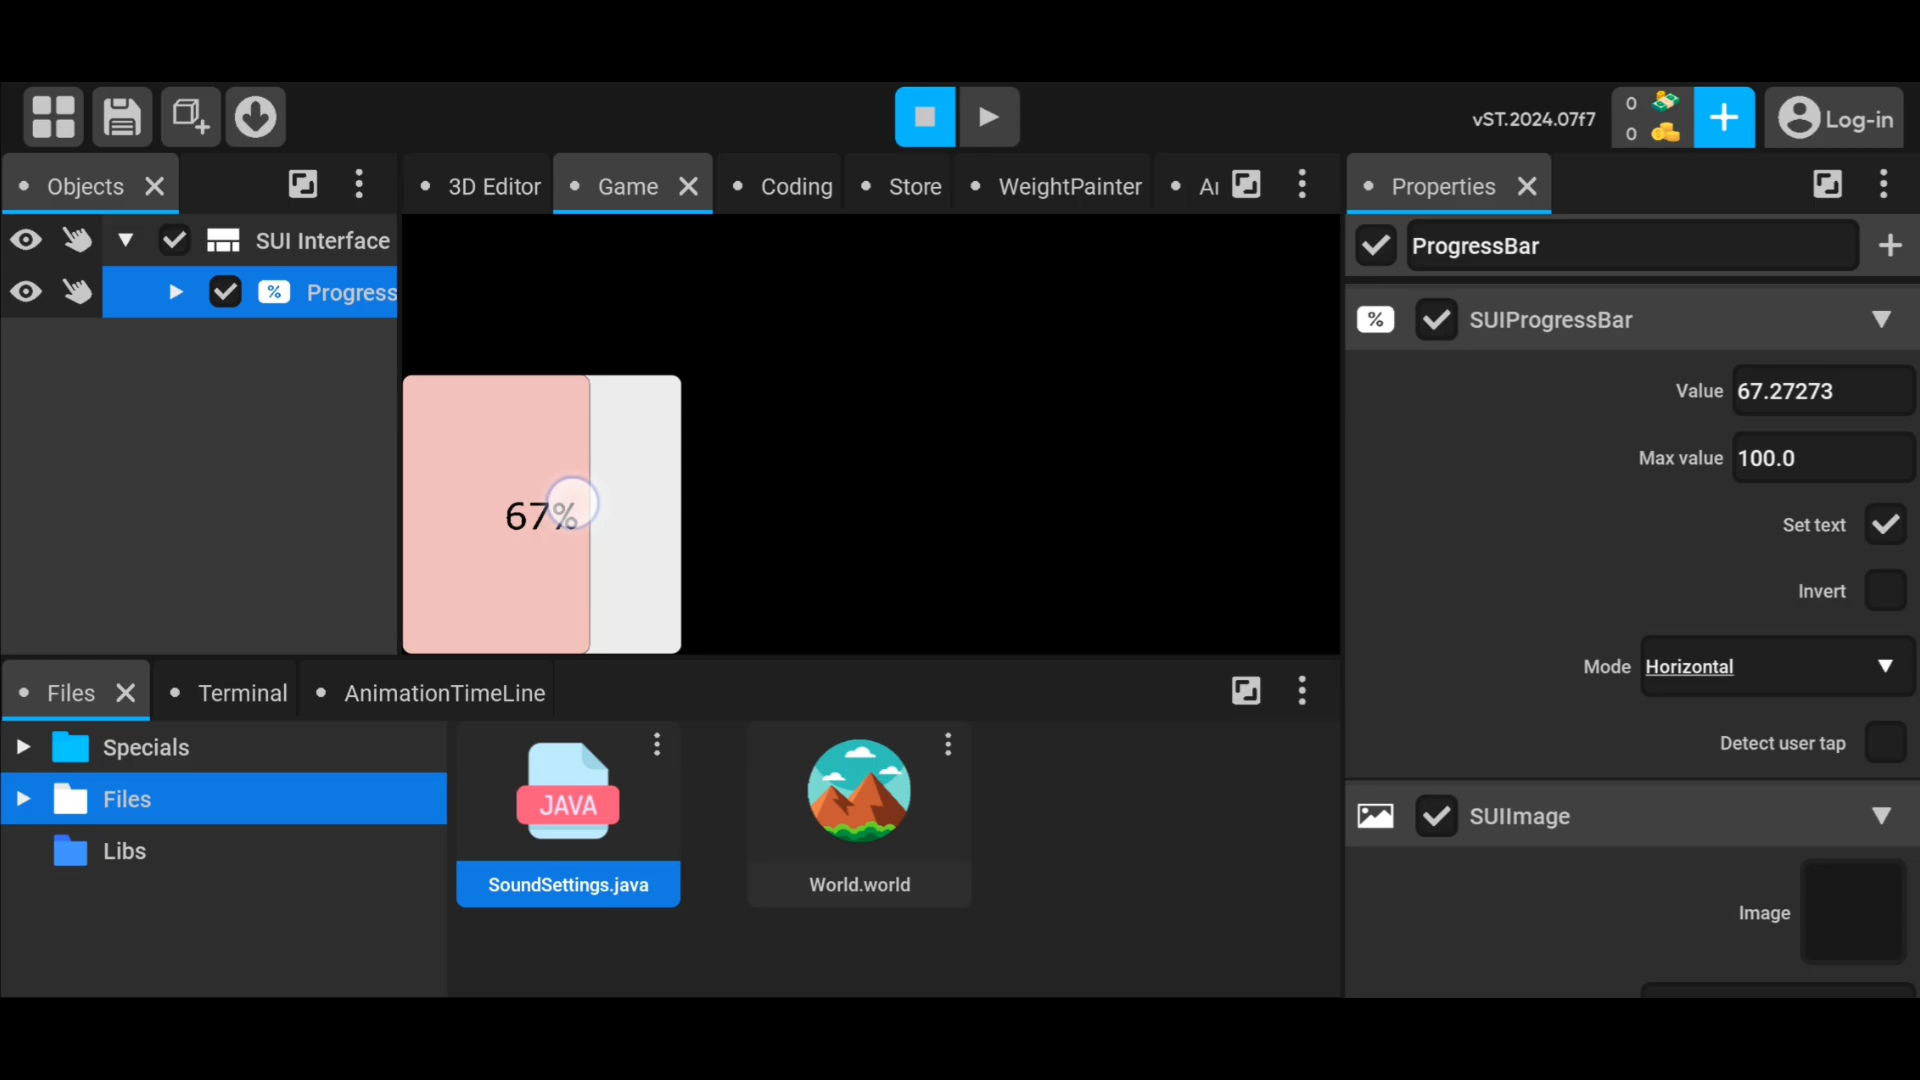 vST.2024.07f7
0
0
Log-in
Objects
3D Editor
Game
Coding
Store
WeightPainter
Properties
SUI Interface
Progress
%
67%
ProgressBar
%
SUIProgressBar
Value 67.27273
Max value 100.0
Set text
Invert
Mode Horizontal
Detect user tap
SUIImage
Image
Files
Terminal
AnimationTimeLine
Specials
Files
Libs
JAVA
SoundSettings.java
World.world